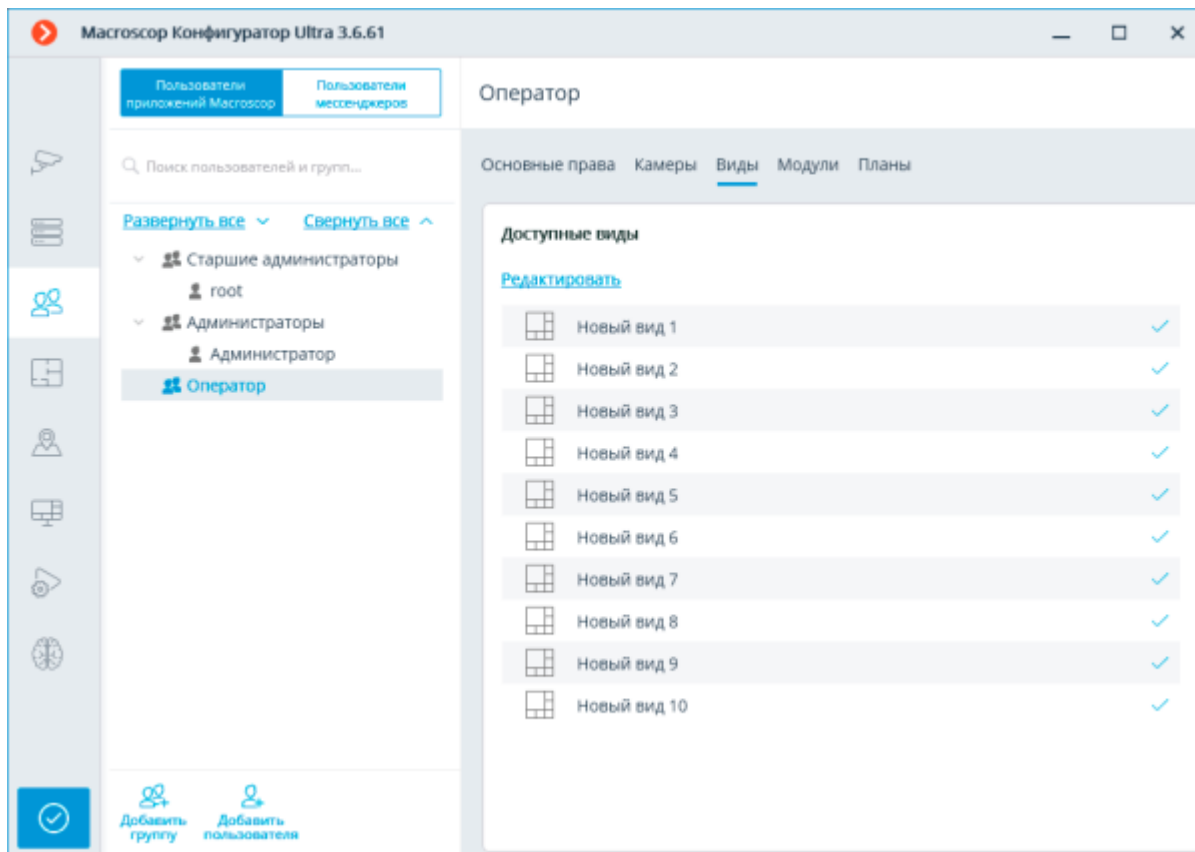 Macroscop Конфигуратор Ultra 3.6.61
Пользователи приложений Macroscop
Пользователи мессенджеров
Поиск пользователей и групп...
Развернуть все
Свернуть все
Старшие администраторы
root
Администраторы
Администратор
Оператор
Добавить группу
Добавить пользователя
Оператор
Основные права Камеры Виды Модули Планы
Доступные виды
Редактировать
Новый вид 1
Новый вид 2
Новый вид 3
Новый вид 4
Новый вид 5
Новый вид 6
Новый вид 7
Новый вид 8
Новый вид 9
Новый вид 10